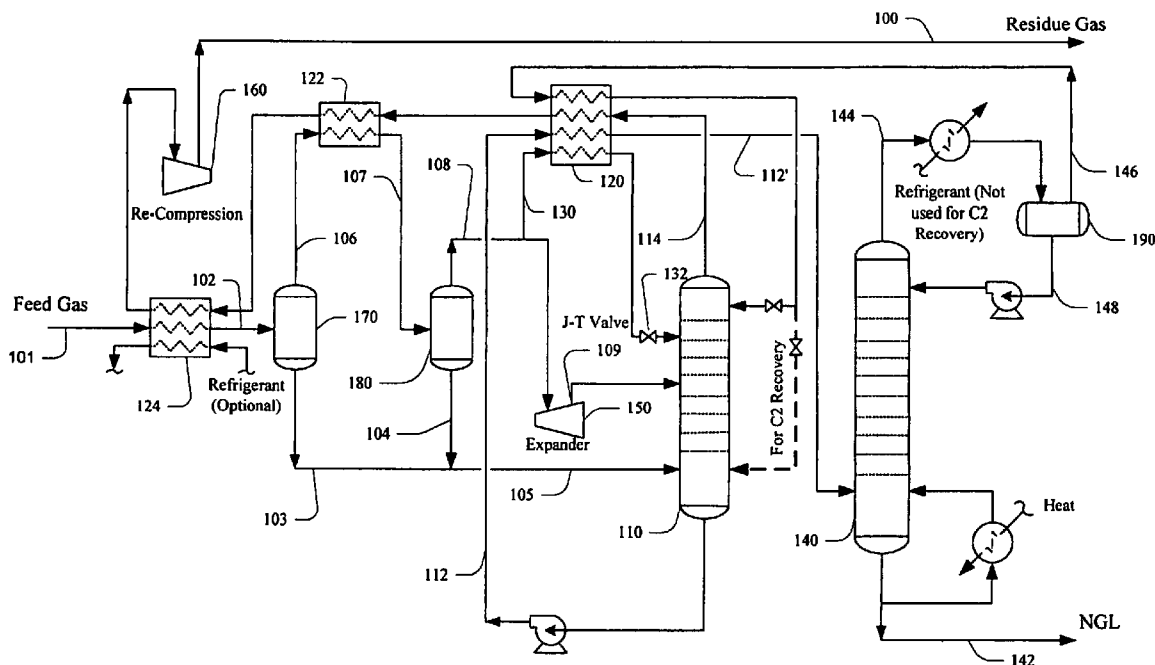 100
Residue Gas
160
122
144
146
108
107
120
112'
130
Re-Compression
Refrigerant (Not
used for C2
Recovery)
190
106
114
102
132
148
Feed Gas
170
J-T Valve
109
101
Refrigerant
(Optional)
180
150
124
104
Expander
For C2 Recovery
103
105
110
140
Heat
112
NGL
142